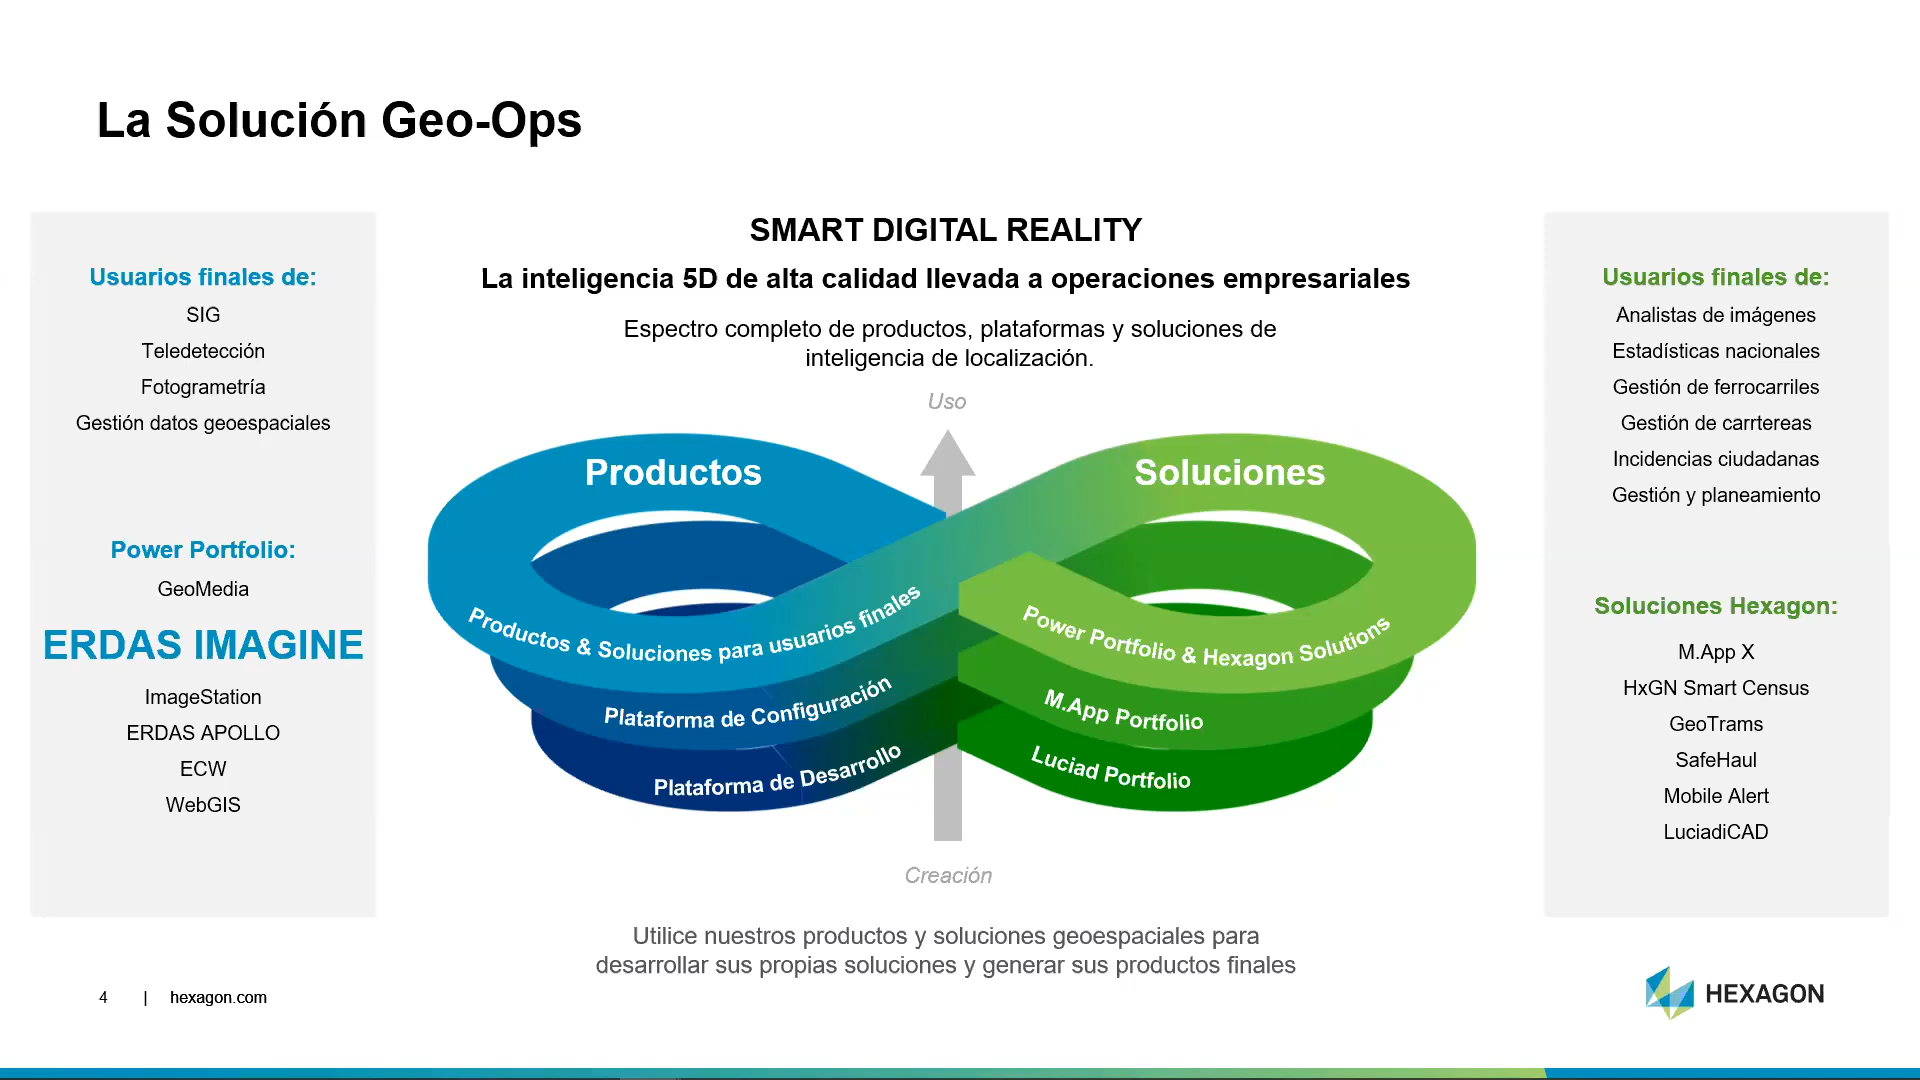 La Solución Geo-Ops
Usuarios finales de:
SIG
Teledetección
Fotogrametría
Gestión datos geoespaciales
Power Portfolio:
GeoMedia
ERDAS IMAGINE
ImageStation
ERDAS APOLLO
ECW
WebGIS
SMART DIGITAL REALITY
La inteligencia 5D de alta calidad llevada a operaciones empresariales
Espectro completo de productos, plataformas y soluciones de
inteligencia de localización.
Uso
Productos
Soluciones
Productos & Soluciones para usuarios finales
Power Portfolio & Hexagon Solutions
Plataforma de Configuración
M.App Portfolio
Plataforma de Desarrollo
Luciad Portfolio
Creación
Utilice nuestros productos y soluciones geoespaciales para
desarrollar sus propias soluciones y generar sus productos finales
Usuarios finales de:
Analistas de imágenes
Estadísticas nacionales
Gestión de ferrocarriles
Gestión de carrtereas
Incidencias ciudadanas
Gestión y planeamiento
Soluciones Hexagon:
M.App X
HxGN Smart Census
GeoTrams
SafeHaul
Mobile Alert
LuciadiCAD
4 | hexagon.com
HEXAGON